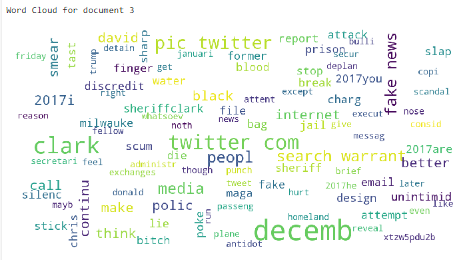 Word Cloud for document 3
friday smear tast trump januari detain david sharp pic twitter former report attack secur bulli slap
finger get prison deplan copi
discredit water blood stop 2017you fake news scandal
right black break except
2017i sheriffclark file attent charg
reason whatsoev news internet execut nose
milwauke noth bag jail give consid
clark fellow scum twitter com messag 2017are
secretari feel die peopl search warrant better
call administr though punch sheriff brief
silenc exchanges media tweet fake email later
mayb continu donald maga hurt 2017he design unintimid
make polic passeng like
chris lie poke run decemb homeland attempt even
stick think plane reveal
bitch antidot xtzw5pdu2b